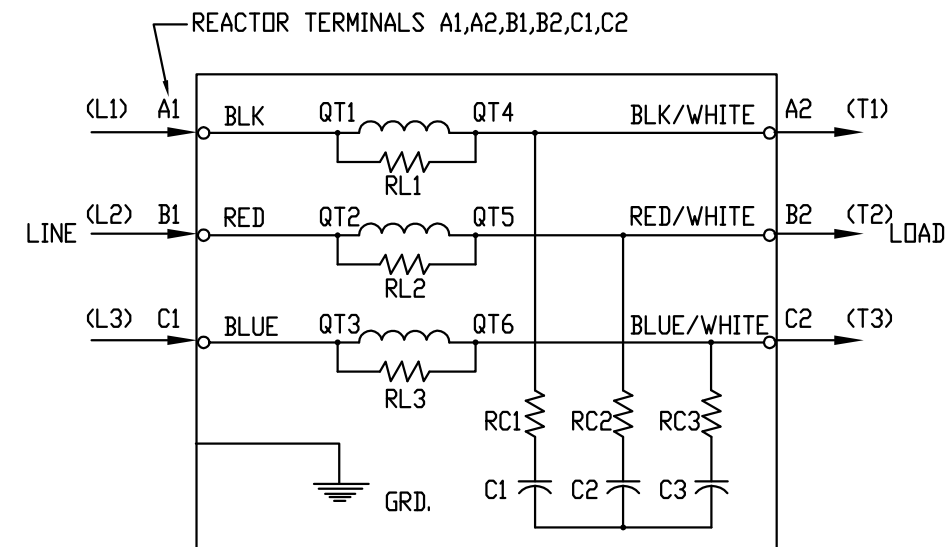 REACTOR TERMINALS A1,A2,B1,B2,C1,C2
(L1) A1 BLK QT1 QT4 BLK/WHITE A2 (T1)
RL1
LINE (L2) B1 RED QT2 QT5 RED/WHITE B2 (T2) LOAD
RL2
(L3) C1 BLUE QT3 QT6 BLUE/WHITE C2 (T3)
RL3
RC1 RC2 RC3
GRD. C1 C2 C3